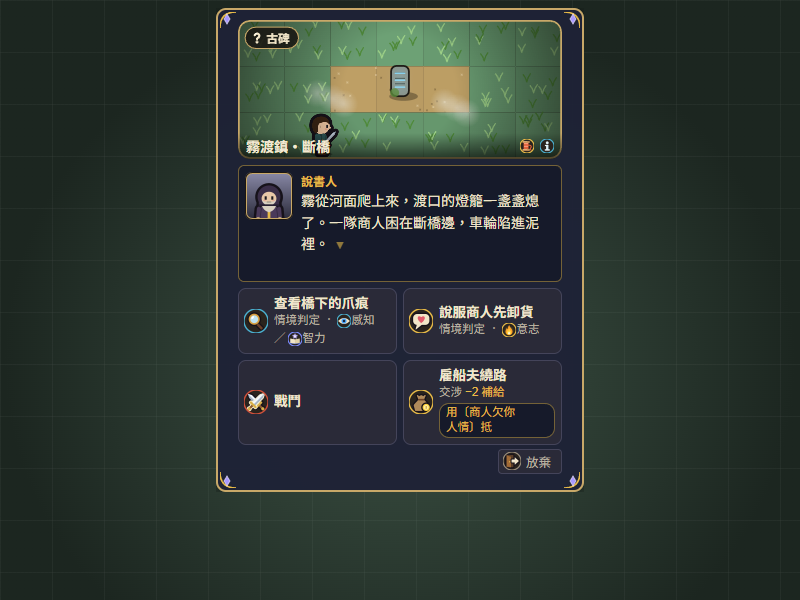 ? 古碑
霧渡鎮・斷橋
說書人
霧從河面爬上來，渡口的燈籠一盞盞熄
了。一隊商人困在斷橋邊，車輪陷進泥
裡。 ▼
查看橋下的爪痕
情境判定 · 感知
／ 智力
說服商人先卸貨
情境判定 · 意志
戰鬥
雇船夫繞路
交涉 −2 補給
用〔商人欠你
人情〕抵
放棄